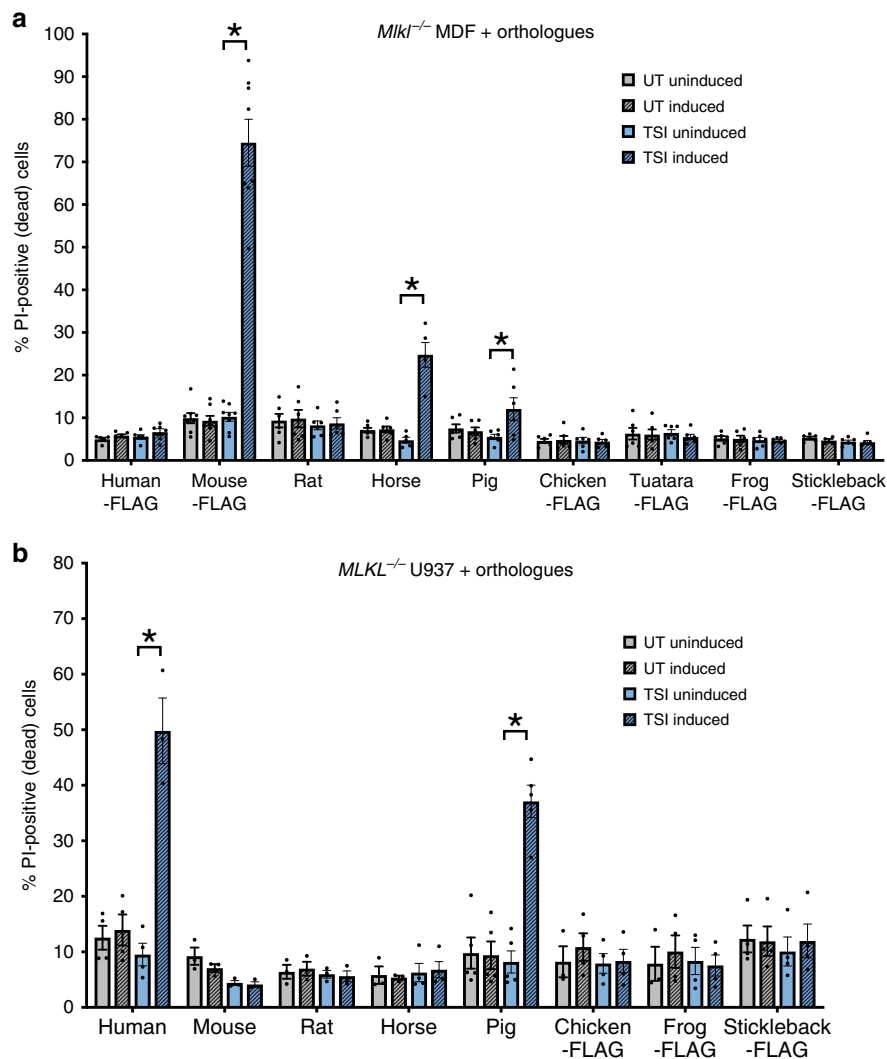 a
Mlkl−/− MDF + orthologues
UT uninduced
UT induced
TSI uninduced
TSI induced
% PI-positive (dead) cells
100
90
80
70
60
50
40
30
20
10
0
*
*
*
Human Mouse Rat Horse Pig Chicken Tuatara Frog Stickleback
-FLAG -FLAG -FLAG -FLAG -FLAG -FLAG
b
MLKL−/− U937 + orthologues
UT uninduced
UT induced
TSI uninduced
TSI induced
% PI-positive (dead) cells
80
70
60
50
40
30
20
10
0
*
*
Human Mouse Rat Horse Pig Chicken Frog Stickleback
-FLAG -FLAG -FLAG